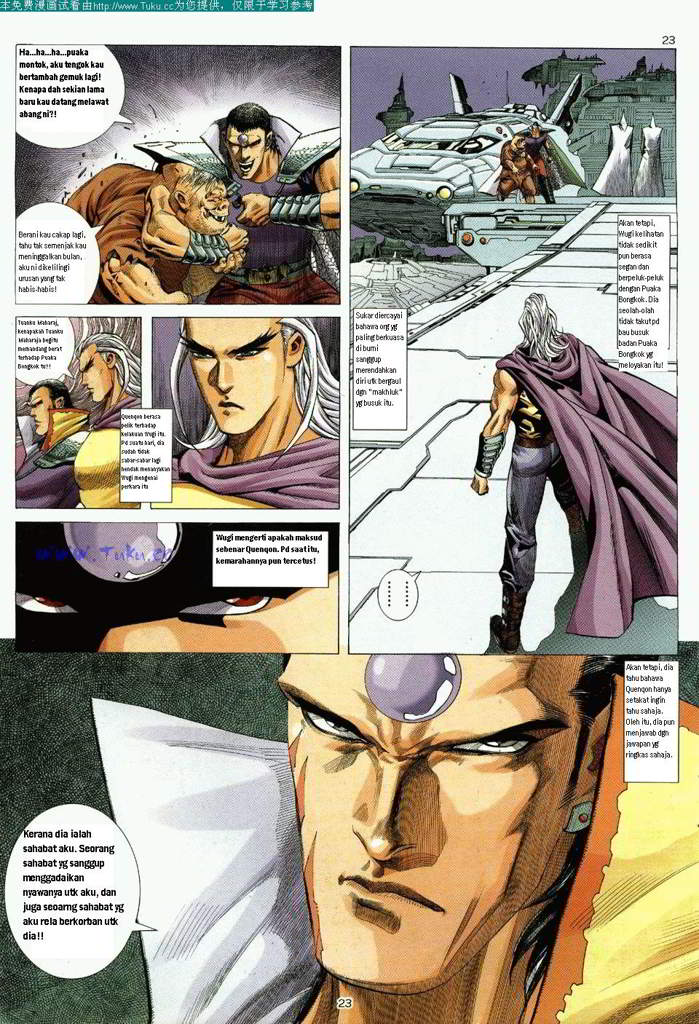 本免费漫画试看由http://www.Tuku.cc为您提供，仅限于学习参考
23
Ha...ha...ha...puaka
montok, aku tengok kau
bertambah gemuk lagi!
Kenapa dah sekian lama
baru kau datang melawat
abang ni?!
Berani kau cakap lagi,
tahu tak semenjak kau
meninggalkan bulan,
aku ni dikelilingi
urusan yang tak
habis-habis!
Akan tetapi,
Wugi kelihatan
tidak sedikit
pun berasa
segan dan
berpeluk-peluk
dengan Puaka
Bongkok. Dia
seolah-olah
tidak takut pd
bau busuk
badan Puaka
Bongkok yg
meloyakan itu!
Sukar dipercayai
bahawa org yg
paling berkuasa
di bumi
sanggup
merendahkan
diri utk bergaul
dgn "makhluk"
yg busuk itu.
Tuanku Maharaj,
kenapakah Tuanku
Maharaja begitu
memandang berat
terhadap Puaka
Bongkok tu?!
Quenqon berasa
pelik terhadap
kelakuan Wugi itu.
Pd suatu hari, dia
sudah tidak
sabar-sabar lagi
hendak menanyakan
Wugi mengenai
perkara itu
www.Tuku.cc
Wugi mengerti apakah maksud
sebenar Quenqon. Pd saat itu,
kemarahannya pun tercetus!
Akan tetapi, dia
tahu bahawa
Quenqon hanya
setakat ingin
tahu sahaja.
Oleh itu, dia pun
menjawab dgn
jawapan yg
ringkas sahaja.
Kerana dia ialah
sahabat aku. Seorang
sahabat yg sanggup
menggadaikan
nyawanya utk aku, dan
juga seoarng sahabat yg
aku rela berkorban utk
dia!!
23